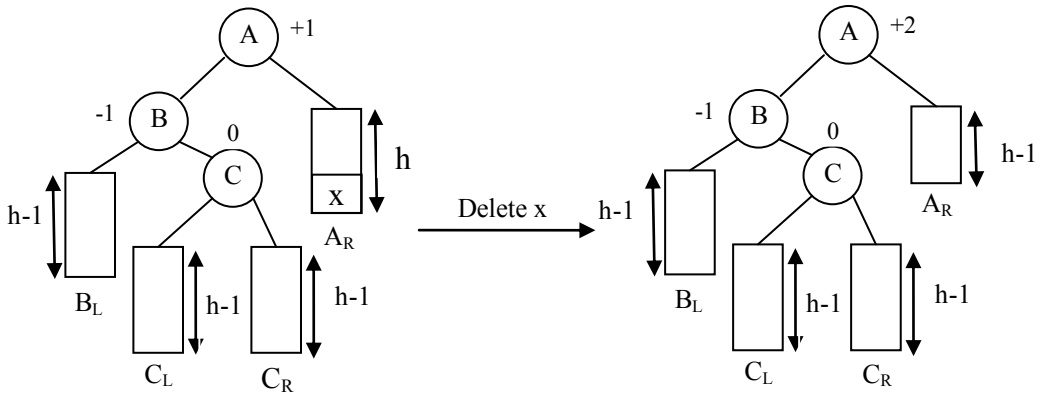 A +1
-1 B
0
C
h-1
h
x
A_R
B_L
h-1
h-1
C_L
C_R
Delete x
A +2
-1 B
0
C
h-1
h-1
A_R
B_L
h-1
h-1
C_L
C_R